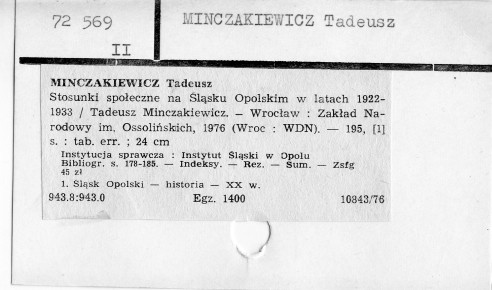 72 569
II
MINCZAKIEWICZ Tadeusz
MINCZAKIEWICZ Tadeusz
Stosunki społeczne na Śląsku Opolskim w latach 1922-
1933 / Tadeusz Minczakiewicz. — Wrocław : Zakład Na-
rodowy im. Ossolińskich, 1976 (Wroc : WDN). — 195, [1]
s. : tab. err. ; 24 cm
Instytucja sprawcza : Instytut Śląski w Opolu
Bibliogr. s. 178-185. — Indeksy. — Rez. — Sum. — Zsfg
45 zł
1. Śląsk Opolski — historia — XX w.
943.8:943.0 Egz. 1400 10843/76